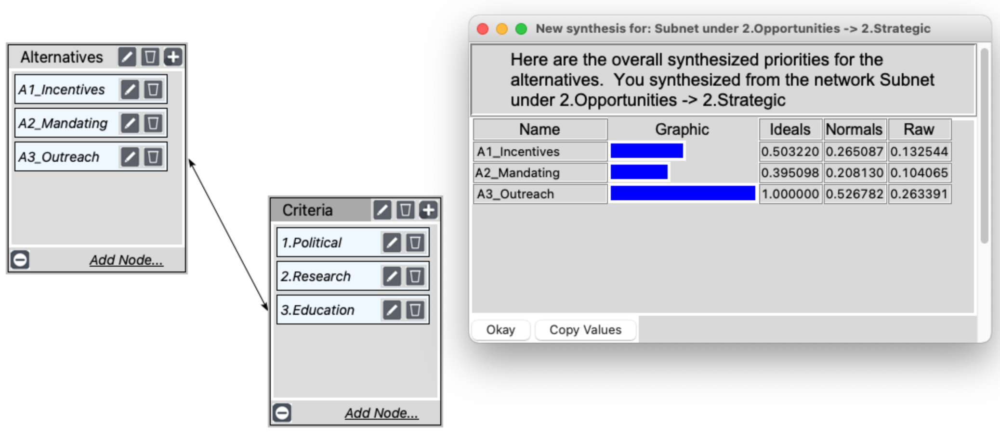 Alternatives
A1_Incentives
A2_Mandating
A3_Outreach
Add Node...
Criteria
1.Political
2.Research
3.Education
Add Node...
New synthesis for: Subnet under 2.Opportunities -> 2.Strategic
Here are the overall synthesized priorities for the
alternatives.  You synthesized from the network Subnet
under 2.Opportunities -> 2.Strategic
Name Graphic Ideals Normals Raw
A1_Incentives 0.503220 0.265087 0.132544
A2_Mandating 0.395098 0.208130 0.104065
A3_Outreach 1.000000 0.526782 0.263391
Okay Copy Values